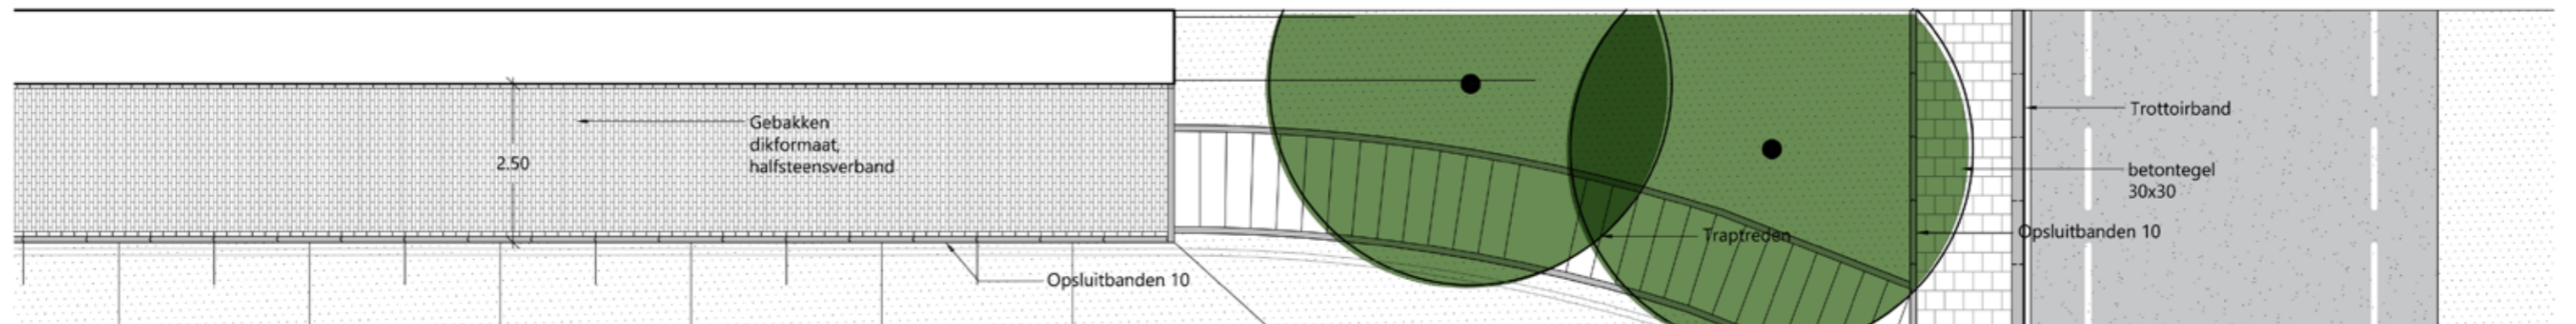 Gebakken
dikformaat,
halfsteensverband
2.50
Opsluitbanden 10
Traptreden
Trottoirband
betontegel
30x30
Opsluitbanden 10